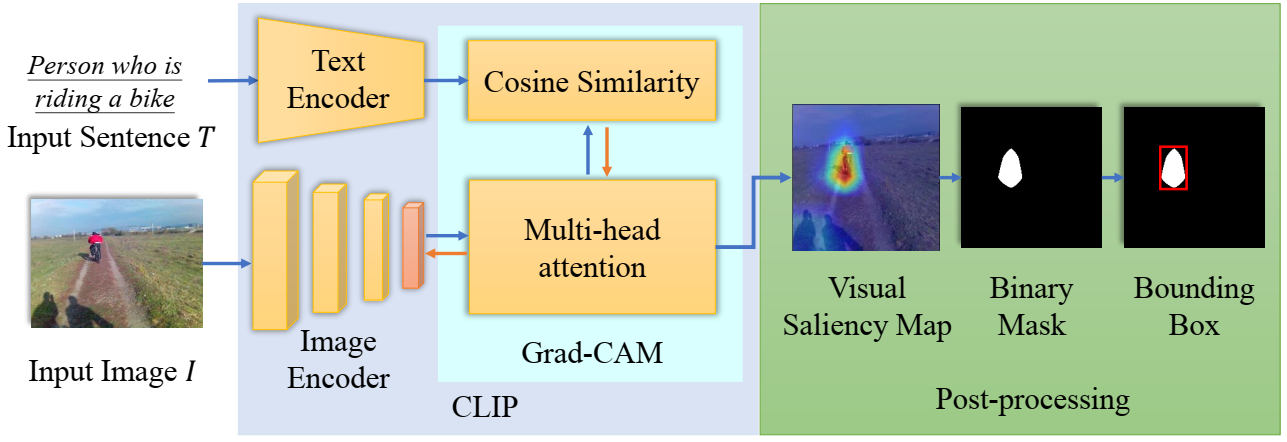 Person who is
riding a bike
Input Sentence T
Input Image I
Text
Encoder
Image
Encoder
Cosine Similarity
Multi-head
attention
Grad-CAM
CLIP
Visual
Saliency Map
Binary
Mask
Bounding
Box
Post-processing